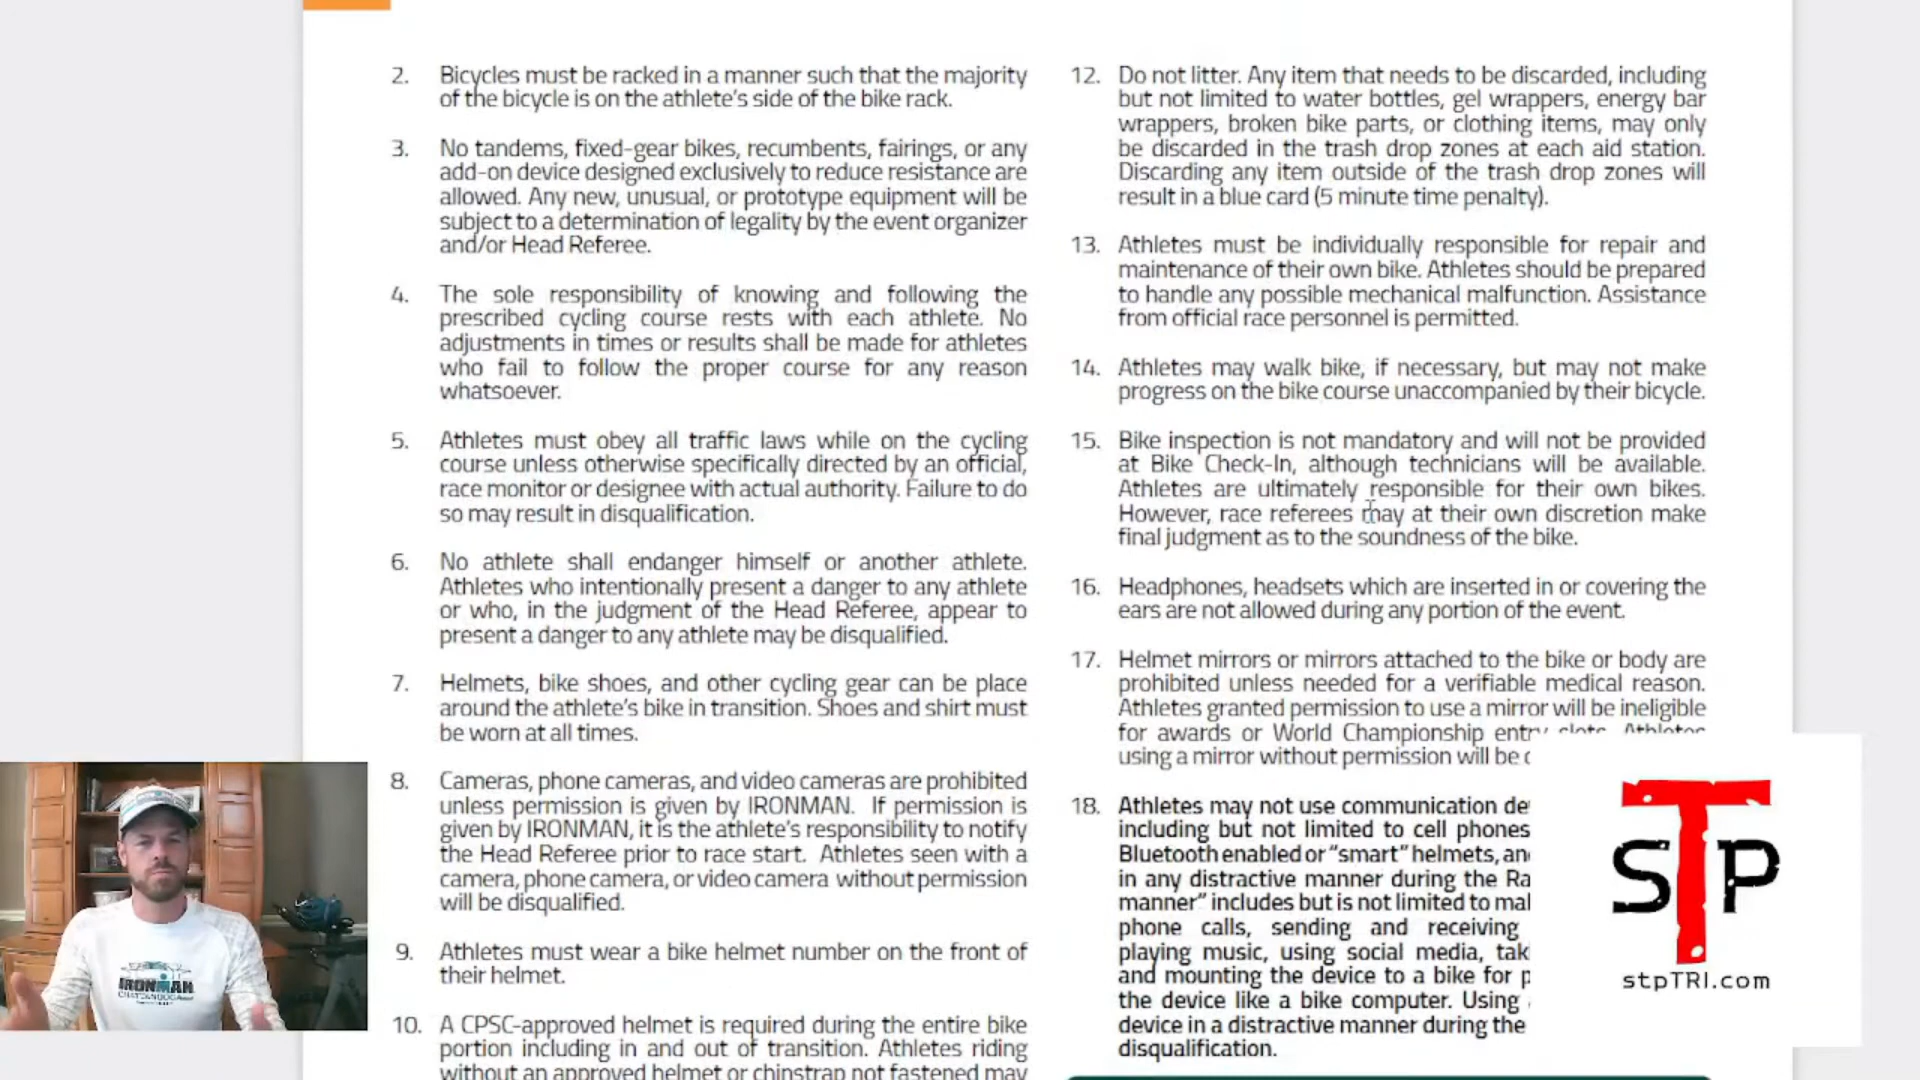 2. Bicycles must be racked in a manner such that the majority
of the bicycle is on the athlete's side of the bike rack.
3. No tandems, fixed-gear bikes, recumbents, fairings, or any
add-on device designed exclusively to reduce resistance are
allowed. Any new, unusual, or prototype equipment will be
subject to a determination of legality by the event organizer
and/or Head Referee.
4. The sole responsibility of knowing and following the
prescribed cycling course rests with each athlete. No
adjustments in times or results shall be made for athletes
who fail to follow the proper course for any reason
whatsoever.
5. Athletes must obey all traffic laws while on the cycling
course unless otherwise specifically directed by an official,
race monitor or designee with actual authority. Failure to do
so may result in disqualification.
6. No athlete shall endanger himself or another athlete.
Athletes who intentionally present a danger to any athlete
or who, in the judgment of the Head Referee, appear to
present a danger to any athlete may be disqualified.
7. Helmets, bike shoes, and other cycling gear can be place
around the athlete's bike in transition. Shoes and shirt must
be worn at all times.
8. Cameras, phone cameras, and video cameras are prohibited
unless permission is given by IRONMAN. If permission is
given by IRONMAN, it is the athlete's responsibility to notify
the Head Referee prior to race start. Athletes seen with a
camera, phone camera, or video camera without permission
will be disqualified.
9. Athletes must wear a bike helmet number on the front of
their helmet.
10. A CPSC-approved helmet is required during the entire bike
portion including in and out of transition. Athletes riding
without an approved helmet or chinstrap not fastened may
12. Do not litter. Any item that needs to be discarded, including
but not limited to water bottles, gel wrappers, energy bar
wrappers, broken bike parts, or clothing items, may only
be discarded in the trash drop zones at each aid station.
Discarding any item outside of the trash drop zones will
result in a blue card (5 minute time penalty).
13. Athletes must be individually responsible for repair and
maintenance of their own bike. Athletes should be prepared
to handle any possible mechanical malfunction. Assistance
from official race personnel is permitted.
14. Athletes may walk bike, if necessary, but may not make
progress on the bike course unaccompanied by their bicycle.
15. Bike inspection is not mandatory and will not be provided
at Bike Check-In, although technicians will be available.
Athletes are ultimately responsible for their own bikes.
However, race referees may at their own discretion make
final judgment as to the soundness of the bike.
16. Headphones, headsets which are inserted in or covering the
ears are not allowed during any portion of the event.
17. Helmet mirrors or mirrors attached to the bike or body are
prohibited unless needed for a verifiable medical reason.
Athletes granted permission to use a mirror will be ineligible
for awards or World Championship entry slots. Athletes
using a mirror without permission will be
18. Athletes may not use communication
including but not limited to cell phones
Bluetooth enabled or "smart" helmets,
in any distractive manner during the
manner" includes but is not limited to
phone calls, sending and receiving
playing music, using social media,
and mounting the device to a bike for
the device like a bike computer. Using
device in a distractive manner during the
disqualification.
IRONMAN
CHATTANOOGA
STP
stpTRI.com